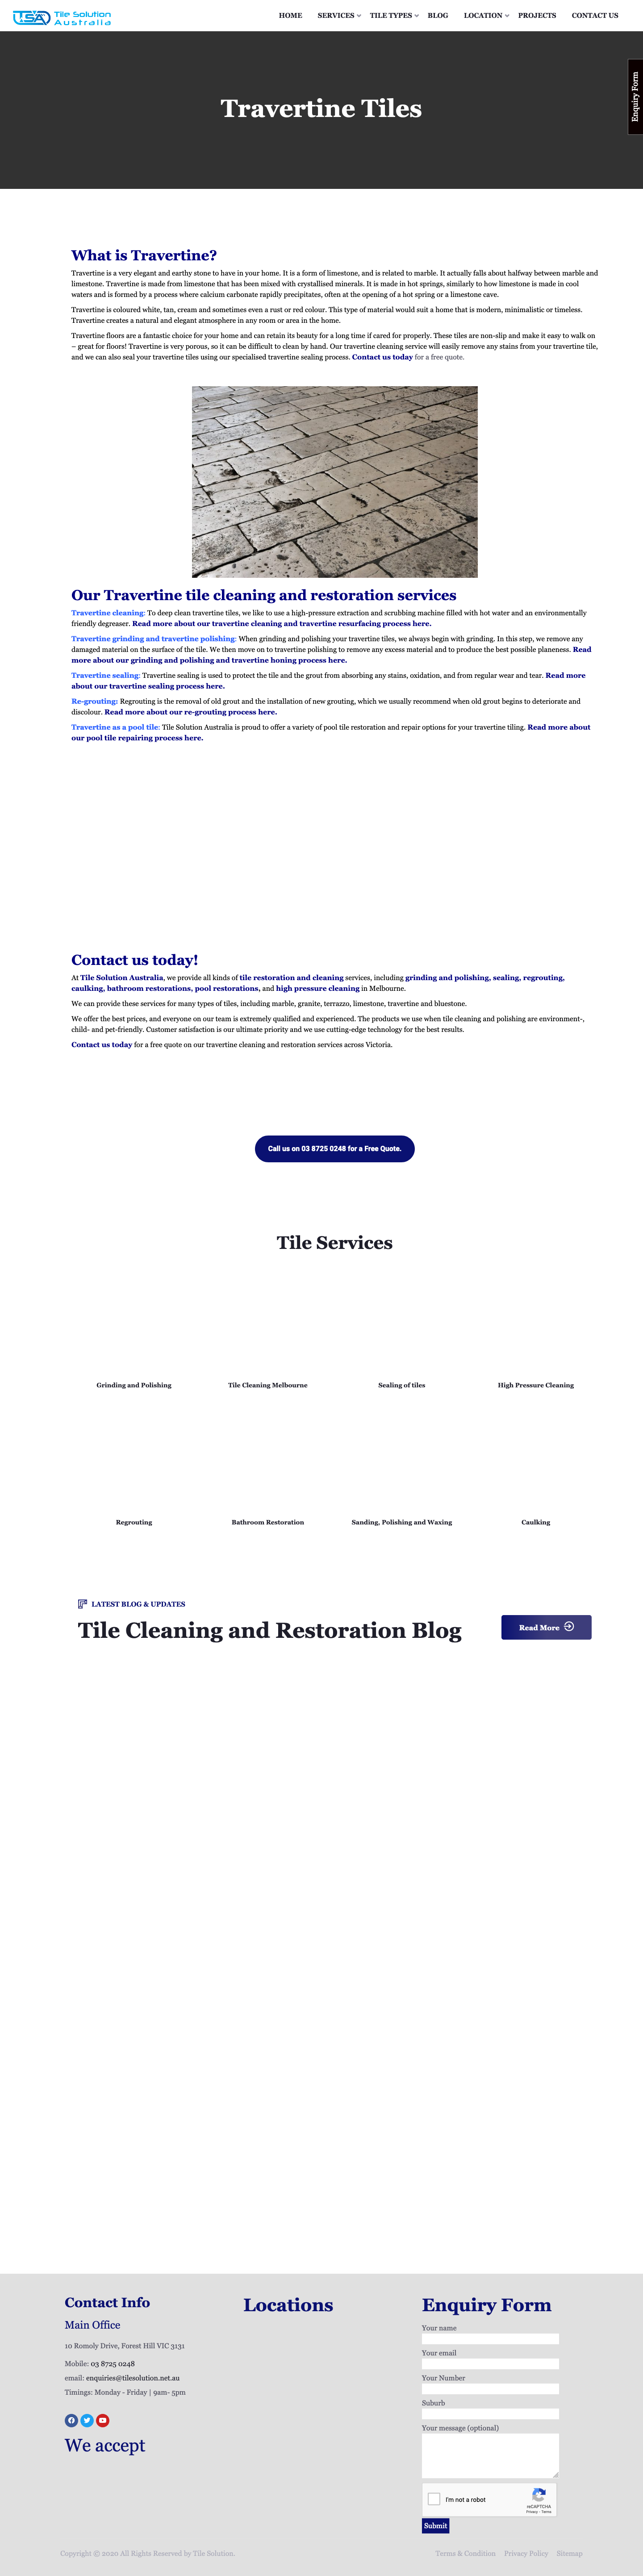 TSA Tile Solution
Australia
HOME SERVICES TILE TYPES BLOG LOCATION PROJECTS CONTACT US
Enquiry Form
Travertine Tiles
What is Travertine?
Travertine is a very elegant and earthy stone to have in your home. It is a form of limestone, and is related to marble. It actually falls about halfway between marble and
limestone. Travertine is made from limestone that has been mixed with crystallised minerals. It is made in hot springs, similarly to how limestone is made in cool
waters and is formed by a process where calcium carbonate rapidly precipitates, often at the opening of a hot spring or a limestone cave.
Travertine is coloured white, tan, cream and sometimes even a rust or red colour. This type of material would suit a home that is modern, minimalistic or timeless.
Travertine creates a natural and elegant atmosphere in any room or area in the home.
Travertine floors are a fantastic choice for your home and can retain its beauty for a long time if cared for properly. These tiles are non-slip and make it easy to walk on
– great for floors! Travertine is very porous, so it can be difficult to clean by hand. Our travertine cleaning service will easily remove any stains from your travertine tile,
and we can also seal your travertine tiles using our specialised travertine sealing process. Contact us today for a free quote.
Our Travertine tile cleaning and restoration services
Travertine cleaning: To deep clean travertine tiles, we like to use a high-pressure extraction and scrubbing machine filled with hot water and an environmentally
friendly degreaser. Read more about our travertine cleaning and travertine resurfacing process here.
Travertine grinding and travertine polishing: When grinding and polishing your travertine tiles, we always begin with grinding. In this step, we remove any
damaged material on the surface of the tile. We then move on to travertine polishing to remove any excess material and to produce the best possible planeness. Read
more about our grinding and polishing and travertine honing process here.
Travertine sealing: Travertine sealing is used to protect the tile and the grout from absorbing any stains, oxidation, and from regular wear and tear. Read more
about our travertine sealing process here.
Re-grouting: Regrouting is the removal of old grout and the installation of new grouting, which we usually recommend when old grout begins to deteriorate and
discolour. Read more about our re-grouting process here.
Travertine as a pool tile: Tile Solution Australia is proud to offer a variety of pool tile restoration and repair options for your travertine tiling. Read more about
our pool tile repairing process here.
Contact us today!
At Tile Solution Australia, we provide all kinds of tile restoration and cleaning services, including grinding and polishing, sealing, regrouting,
caulking, bathroom restorations, pool restorations, and high pressure cleaning in Melbourne.
We can provide these services for many types of tiles, including marble, granite, terrazzo, limestone, travertine and bluestone.
We offer the best prices, and everyone on our team is extremely qualified and experienced. The products we use when tile cleaning and polishing are environment-,
child- and pet-friendly. Customer satisfaction is our ultimate priority and we use cutting-edge technology for the best results.
Contact us today for a free quote on our travertine cleaning and restoration services across Victoria.
Call us on 03 8725 0248 for a Free Quote.
Tile Services
Grinding and Polishing Tile Cleaning Melbourne Sealing of tiles High Pressure Cleaning
Regrouting Bathroom Restoration Sanding, Polishing and Waxing Caulking
LATEST BLOG & UPDATES
Tile Cleaning and Restoration Blog
Read More
Contact Info
Main Office
10 Romoly Drive, Forest Hill VIC 3131
Mobile: 03 8725 0248
email: enquiries@tilesolution.net.au
Timings: Monday - Friday | 9am- 5pm
We accept
Locations
Enquiry Form
Your name
Your email
Your Number
Suburb
Your message (optional)
I'm not a robot
reCAPTCHA
Privacy - Terms
Submit
Copyright © 2020 All Rights Reserved by Tile Solution.
Terms & Condition Privacy Policy Sitemap